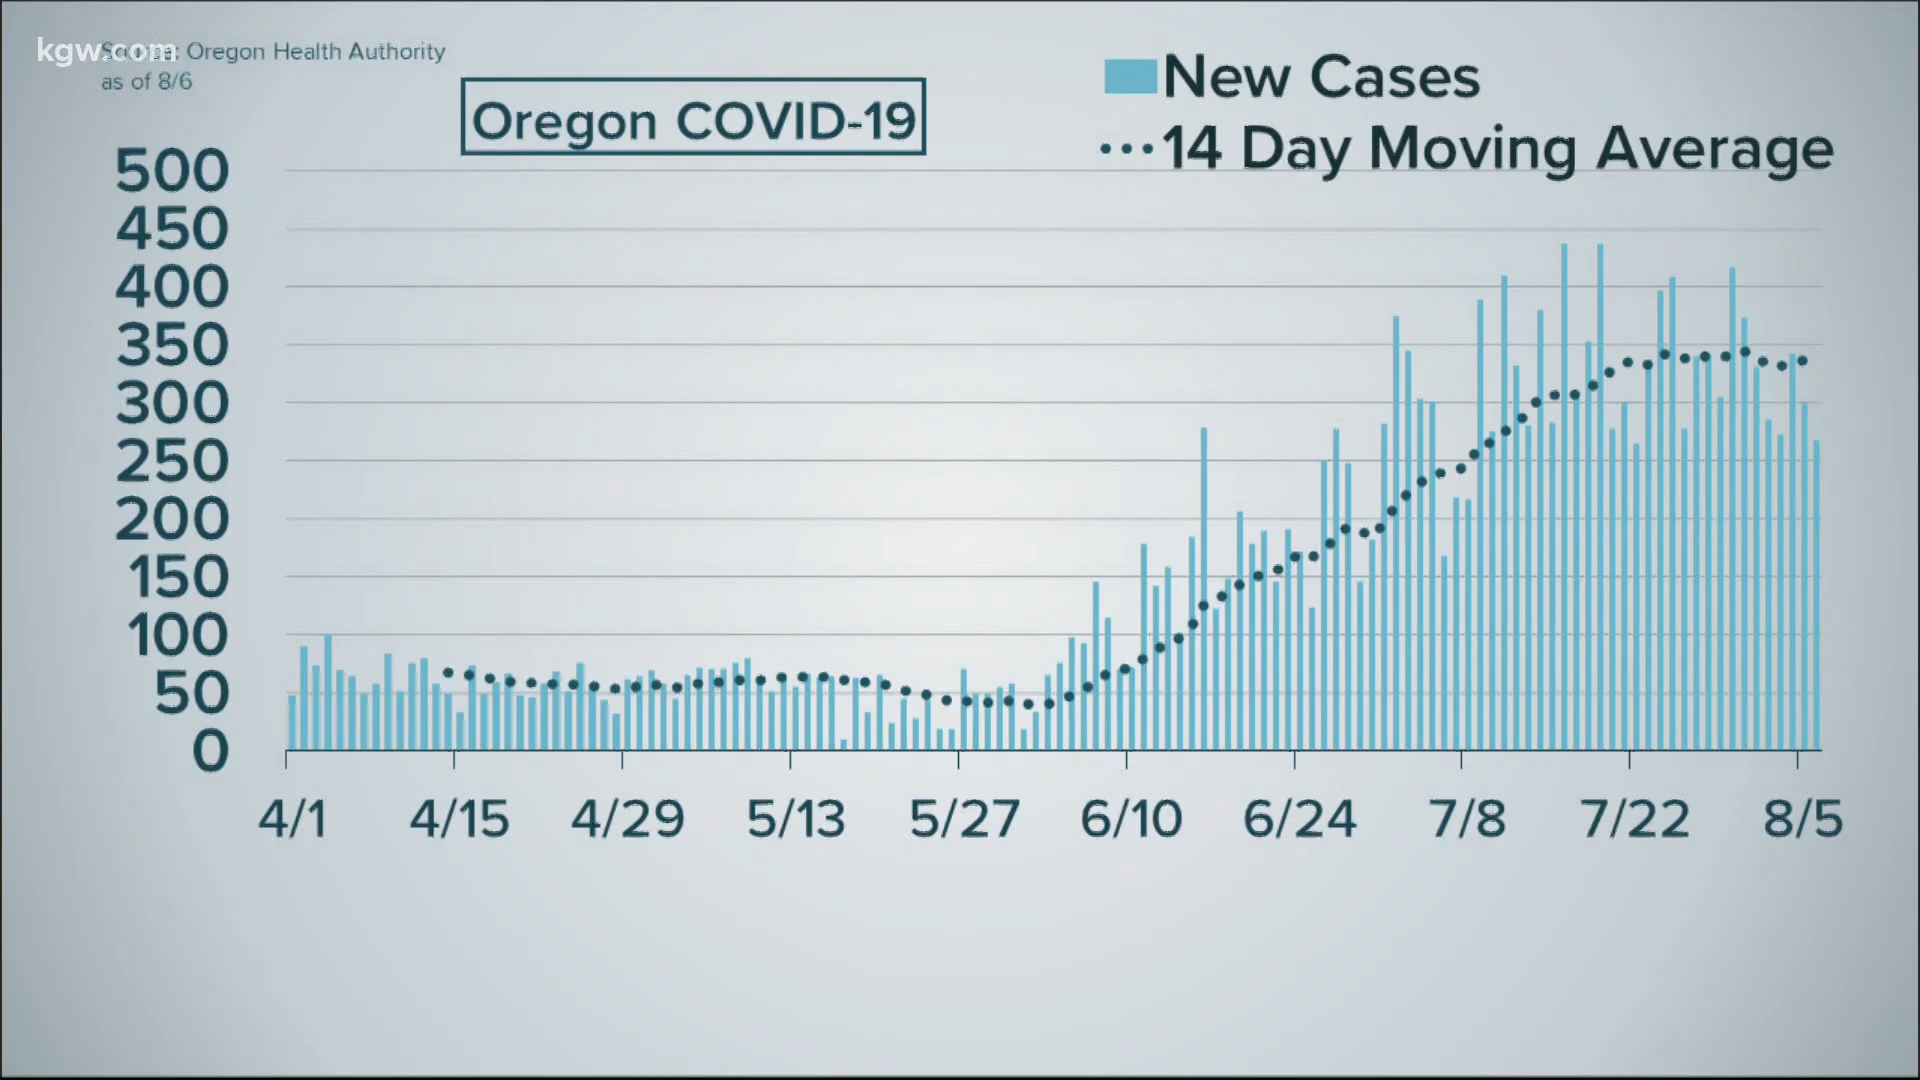 kgw.com
Oregon Health Authority
as of 8/6
Oregon COVID-19
New Cases
14 Day Moving Average
500
450
400
350
300
250
200
150
100
50
0
4/1 4/15 4/29 5/13 5/27 6/10 6/24 7/8 7/22 8/5